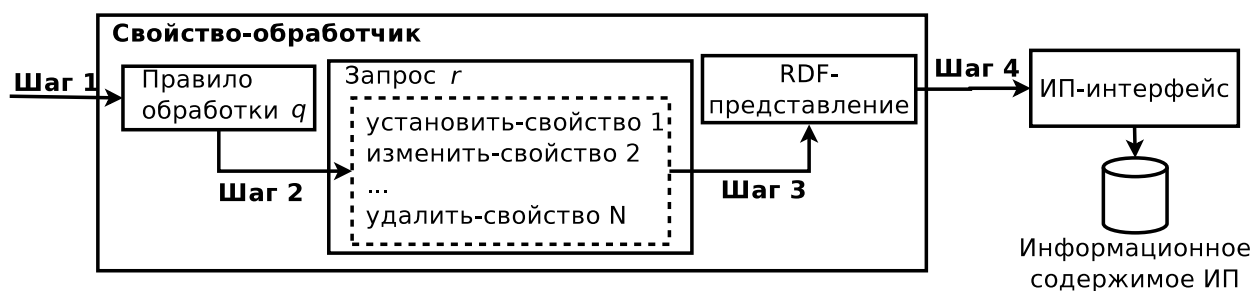 Свойство-обработчик
Шаг 1
Правило
обработки q
Запрос r
установить-свойство 1
изменить-свойство 2
...
удалить-свойство N
Шаг 2
Шаг 3
RDF-
представление
Шаг 4
ИП-интерфейс
Информационное
содержимое ИП